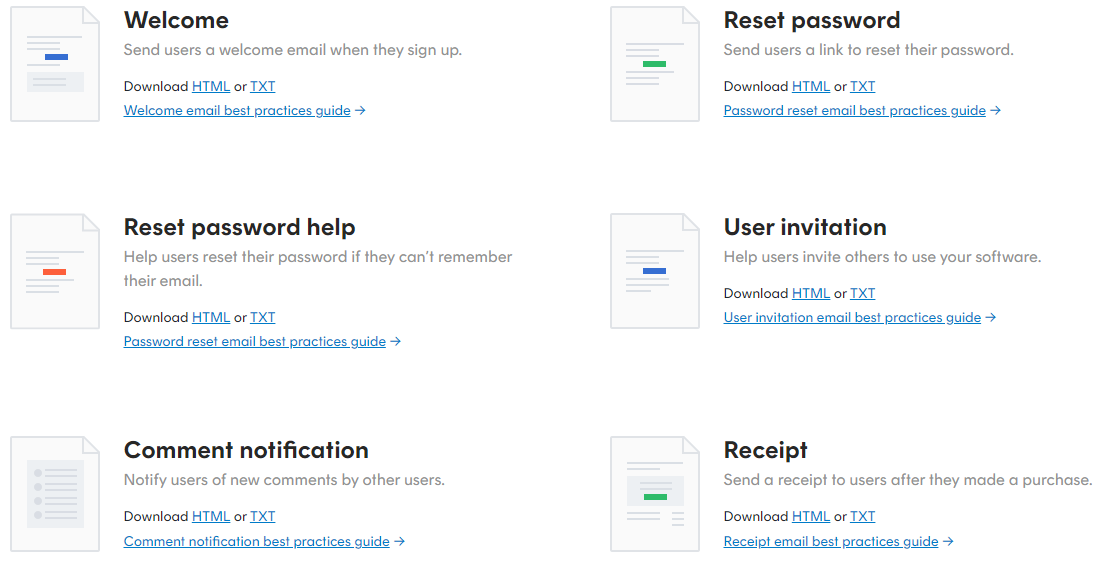 Welcome
Send users a welcome email when they sign up.
Download HTML or TXT
Welcome email best practices guide →
Reset password
Send users a link to reset their password.
Download HTML or TXT
Password reset email best practices guide →
Reset password help
Help users reset their password if they can’t remember
their email.
Download HTML or TXT
Password reset email best practices guide →
User invitation
Help users invite others to use your software.
Download HTML or TXT
User invitation email best practices guide →
Comment notification
Notify users of new comments by other users.
Download HTML or TXT
Comment notification best practices guide →
Receipt
Send a receipt to users after they made a purchase.
Download HTML or TXT
Receipt email best practices guide →